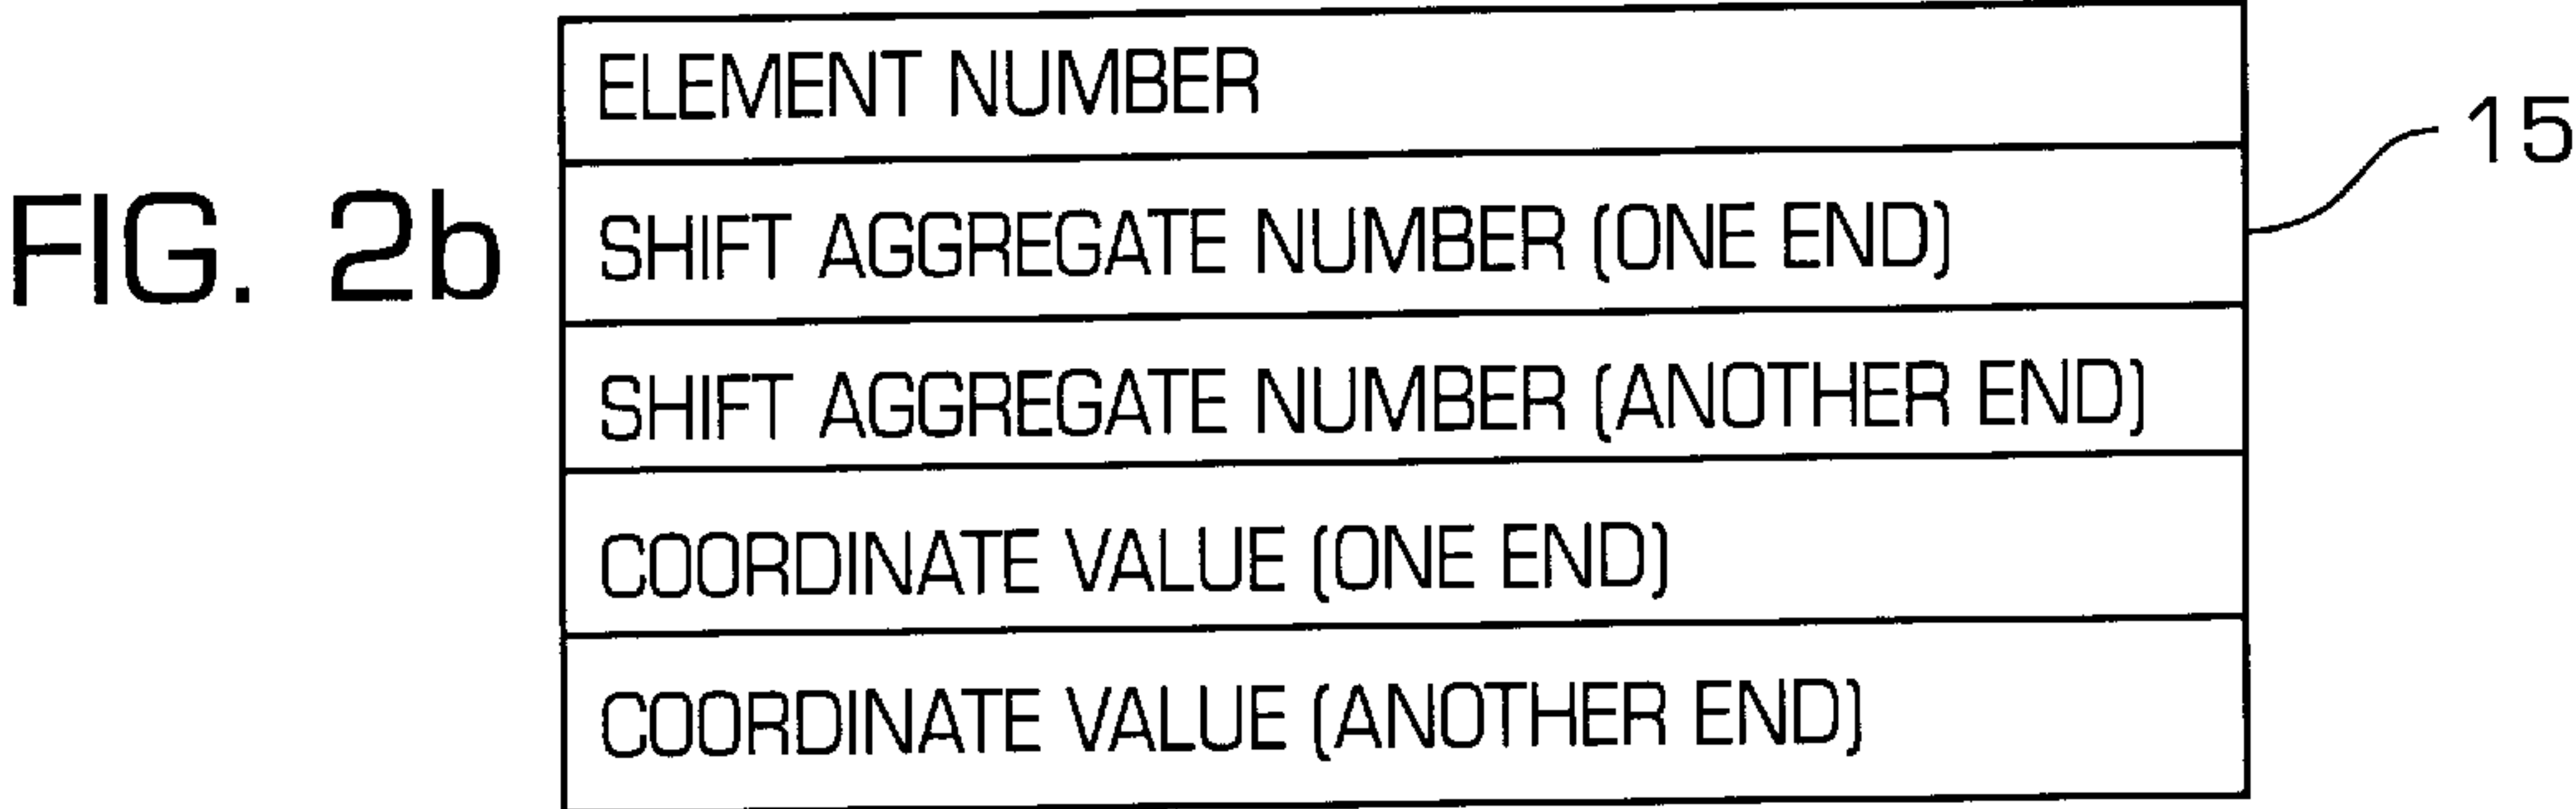 FIG. 2b
ELEMENT NUMBER
SHIFT AGGREGATE NUMBER (ONE END)
SHIFT AGGREGATE NUMBER (ANOTHER END)
COORDINATE VALUE (ONE END)
COORDINATE VALUE (ANOTHER END)
15